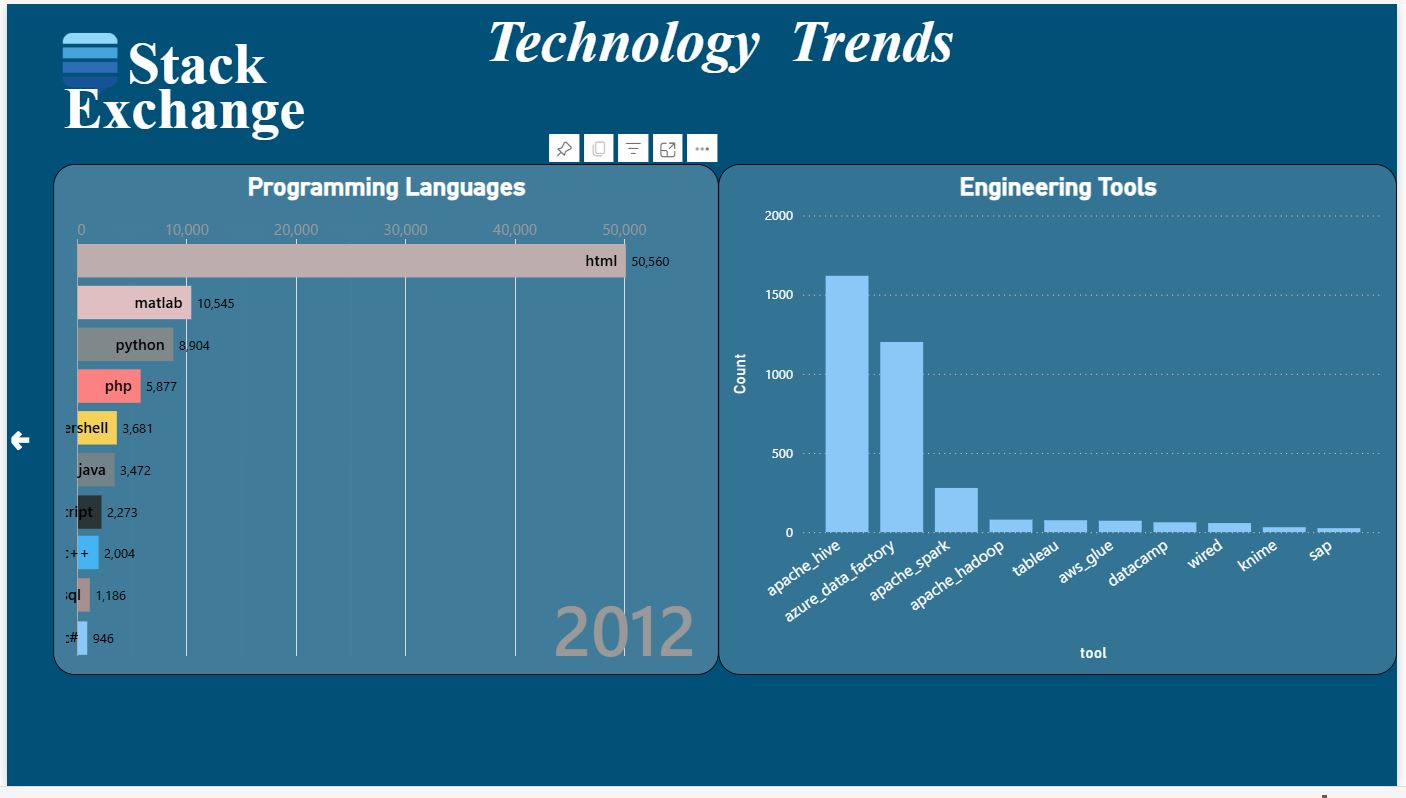 Technology Trends
Stack
Exchange
Programming Languages
0 10,000 20,000 30,000 40,000 50,000
html 50,560
matlab 10,545
python 8,904
php 5,877
ershell 3,681
java 3,472
ript 2,273
c++ 2,004
sql 1,186
c# 946
2012
Engineering Tools
2000
1500
1000
500
0
Count
apache_hive
azure_data_factory
apache_spark
apache_hadoop
tableau
aws_glue
datacamp
wired
knime
sap
tool